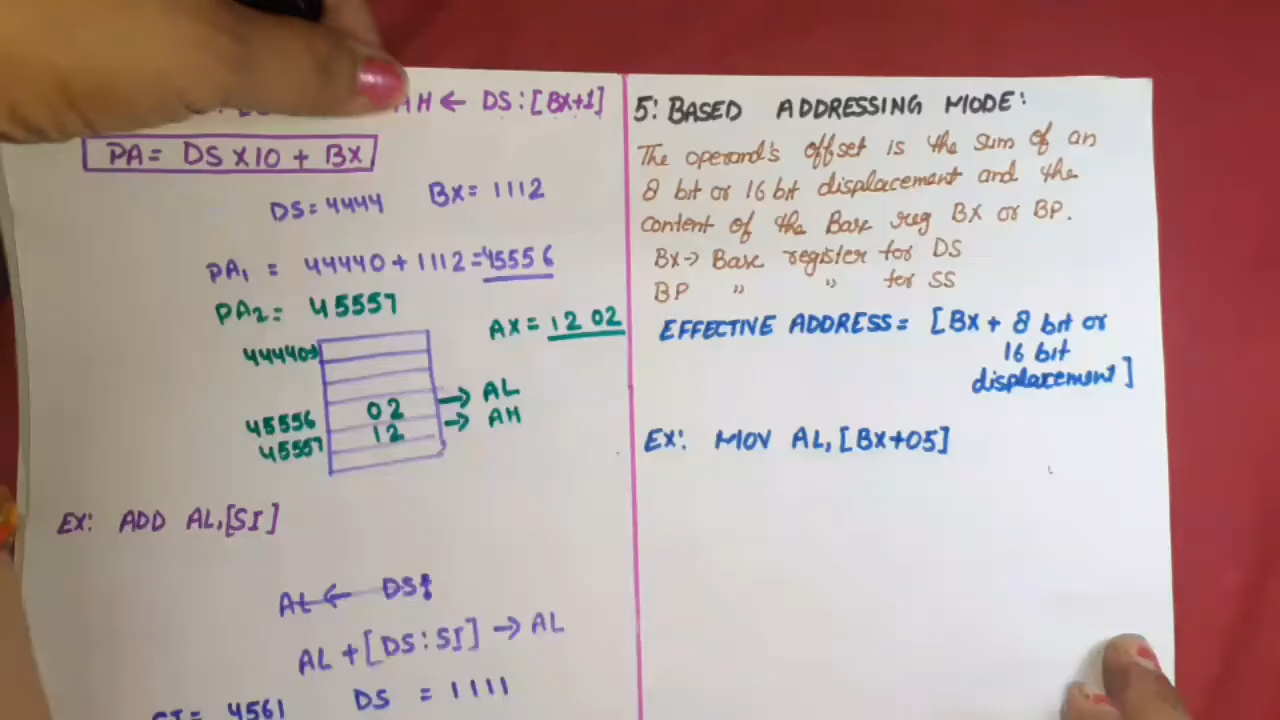 AH ← DS:[BX+1]
PA = DS X10 + BX
DS = 4444 BX = 1112
PA1 = 44440 + 1112 = 45556
PA2 = 45557
AX = 12 02
44440
02 → AL
45556
12 → AH
45557
EX: ADD AL,[SI]
AL ← DS:
AL + [DS:SI] → AL
SI = 4561 DS = 1111
5: BASED ADDRESSING MODE:
The operand's offset is the sum of an
8 bit or 16 bit displacement and the
content of the Base reg BX or BP.
BX → Base register for DS
BP " " for SS
EFFECTIVE ADDRESS = [BX + 8 bit or
16 bit
displacement]
EX: MOV AL,[BX+05]